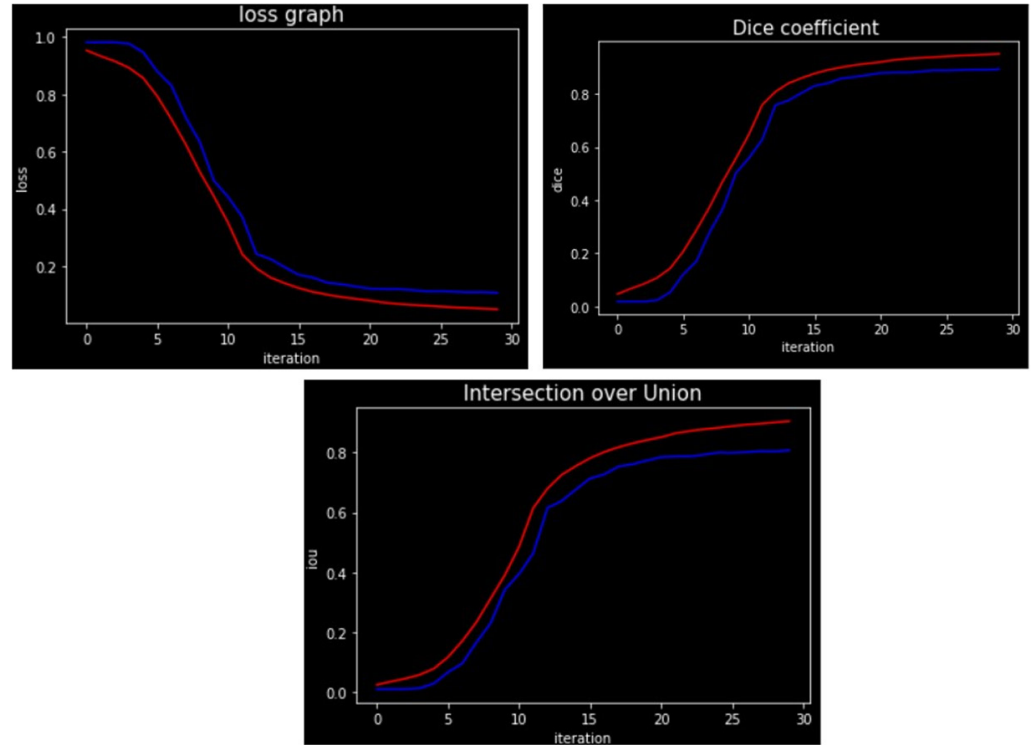 loss graph
1.0
0.8
0.6
0.4
0.2
loss
0 5 10 15 20 25 30
iteration
Dice coefficient
0.8
0.6
0.4
0.2
0.0
dice
0 5 10 15 20 25 30
iteration
Intersection over Union
0.8
0.6
0.4
0.2
0.0
iou
0 5 10 15 20 25 30
iteration